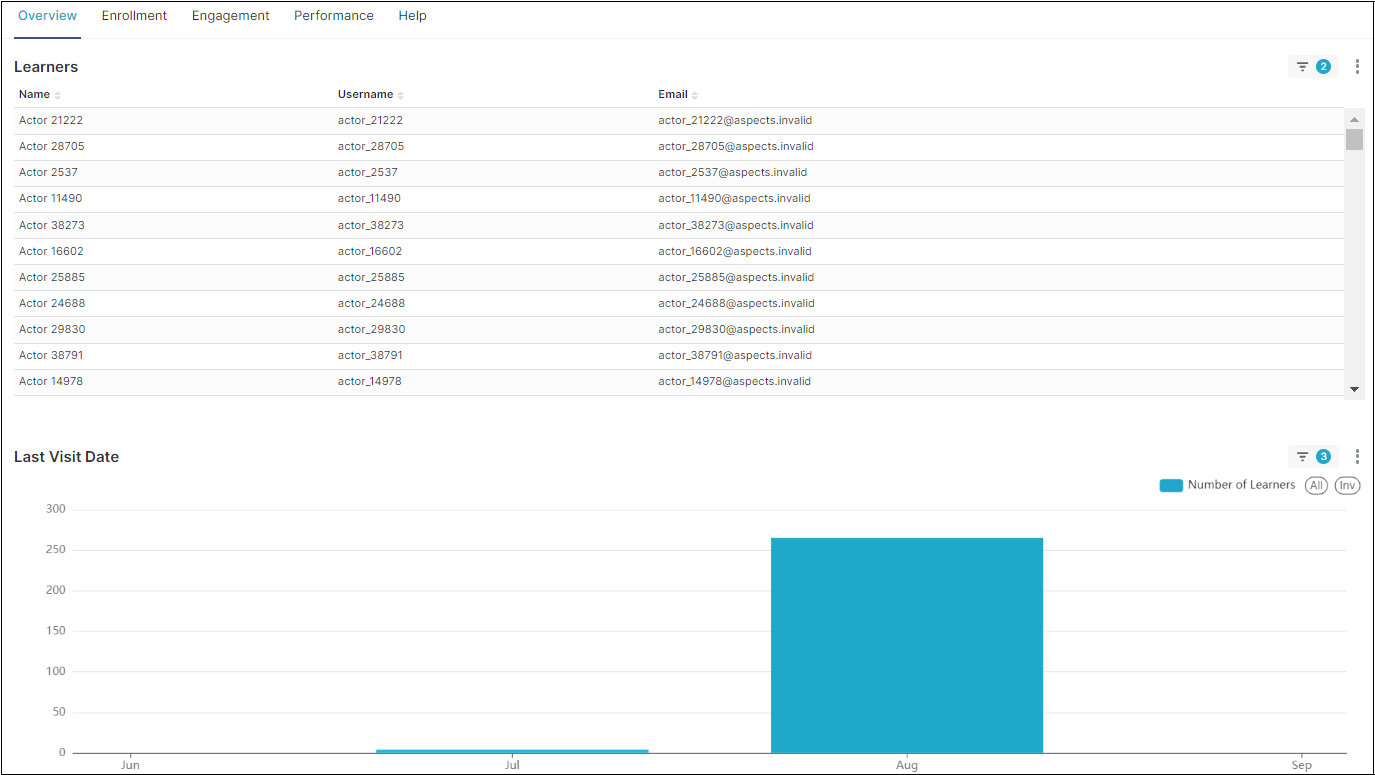 Overview Enrollment Engagement Performance Help
Learners 2
Name Username Email
Actor 21222 actor_21222 actor_21222@aspects.invalid
Actor 28705 actor_28705 actor_28705@aspects.invalid
Actor 2537 actor_2537 actor_2537@aspects.invalid
Actor 11490 actor_11490 actor_11490@aspects.invalid
Actor 38273 actor_38273 actor_38273@aspects.invalid
Actor 16602 actor_16602 actor_16602@aspects.invalid
Actor 25885 actor_25885 actor_25885@aspects.invalid
Actor 24688 actor_24688 actor_24688@aspects.invalid
Actor 29830 actor_29830 actor_29830@aspects.invalid
Actor 38791 actor_38791 actor_38791@aspects.invalid
Actor 14978 actor_14978 actor_14978@aspects.invalid
Last Visit Date 3
Number of Learners All Inv
300
250
200
150
100
50
0
Jun Jul Aug Sep